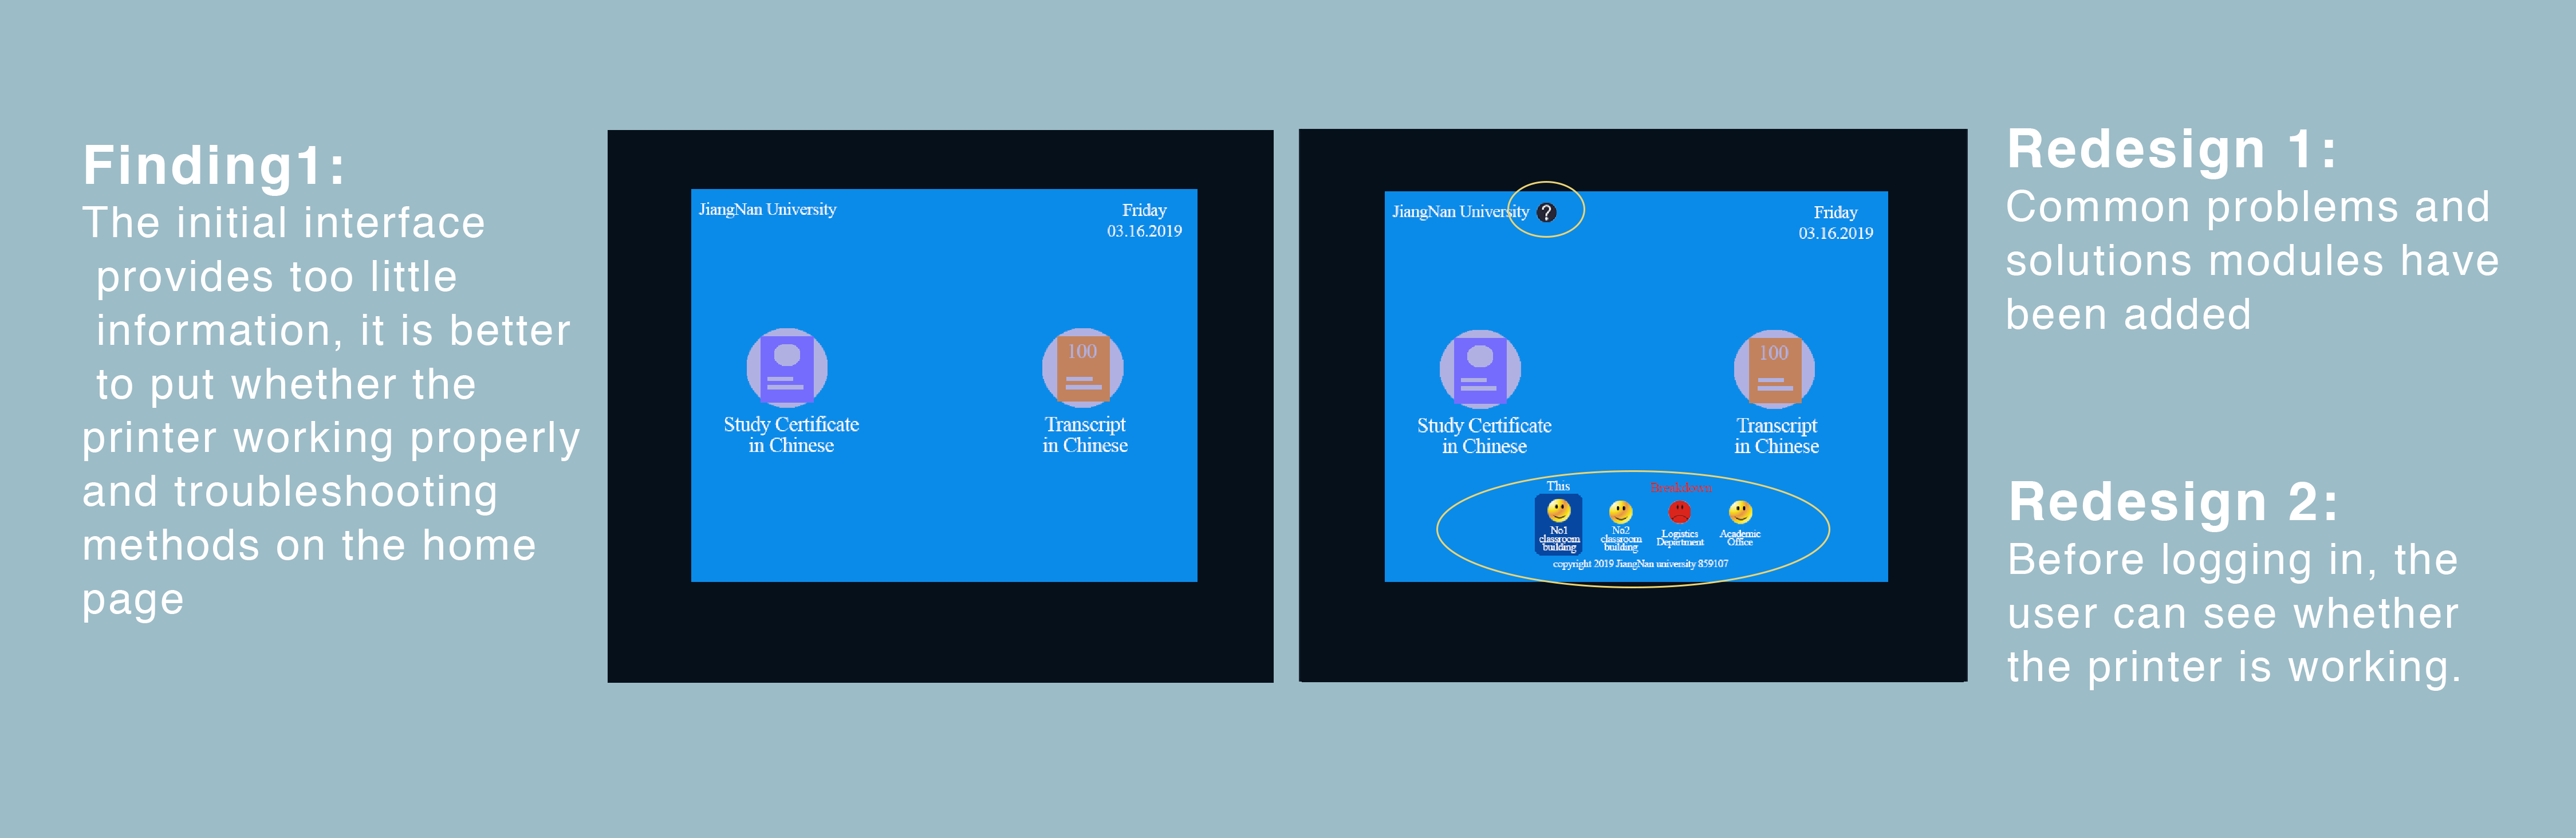 Finding1:
The initial interface
provides too little
information, it is better
to put whether the
printer working properly
and troubleshooting
methods on the home
page
JiangNan University
Friday
03.16.2019
100
Study Certificate
in Chinese
Transcript
in Chinese
JiangNan University ?
Friday
03.16.2019
100
Study Certificate
in Chinese
Transcript
in Chinese
This
No1
classroom
building
No2
classroom
building
Breakdown
Logistics
Department
Academic
Office
copyright 2019 JiangNan university 859107
Redesign 1:
Common problems and
solutions modules have
been added
Redesign 2:
Before logging in, the
user can see whether
the printer is working.